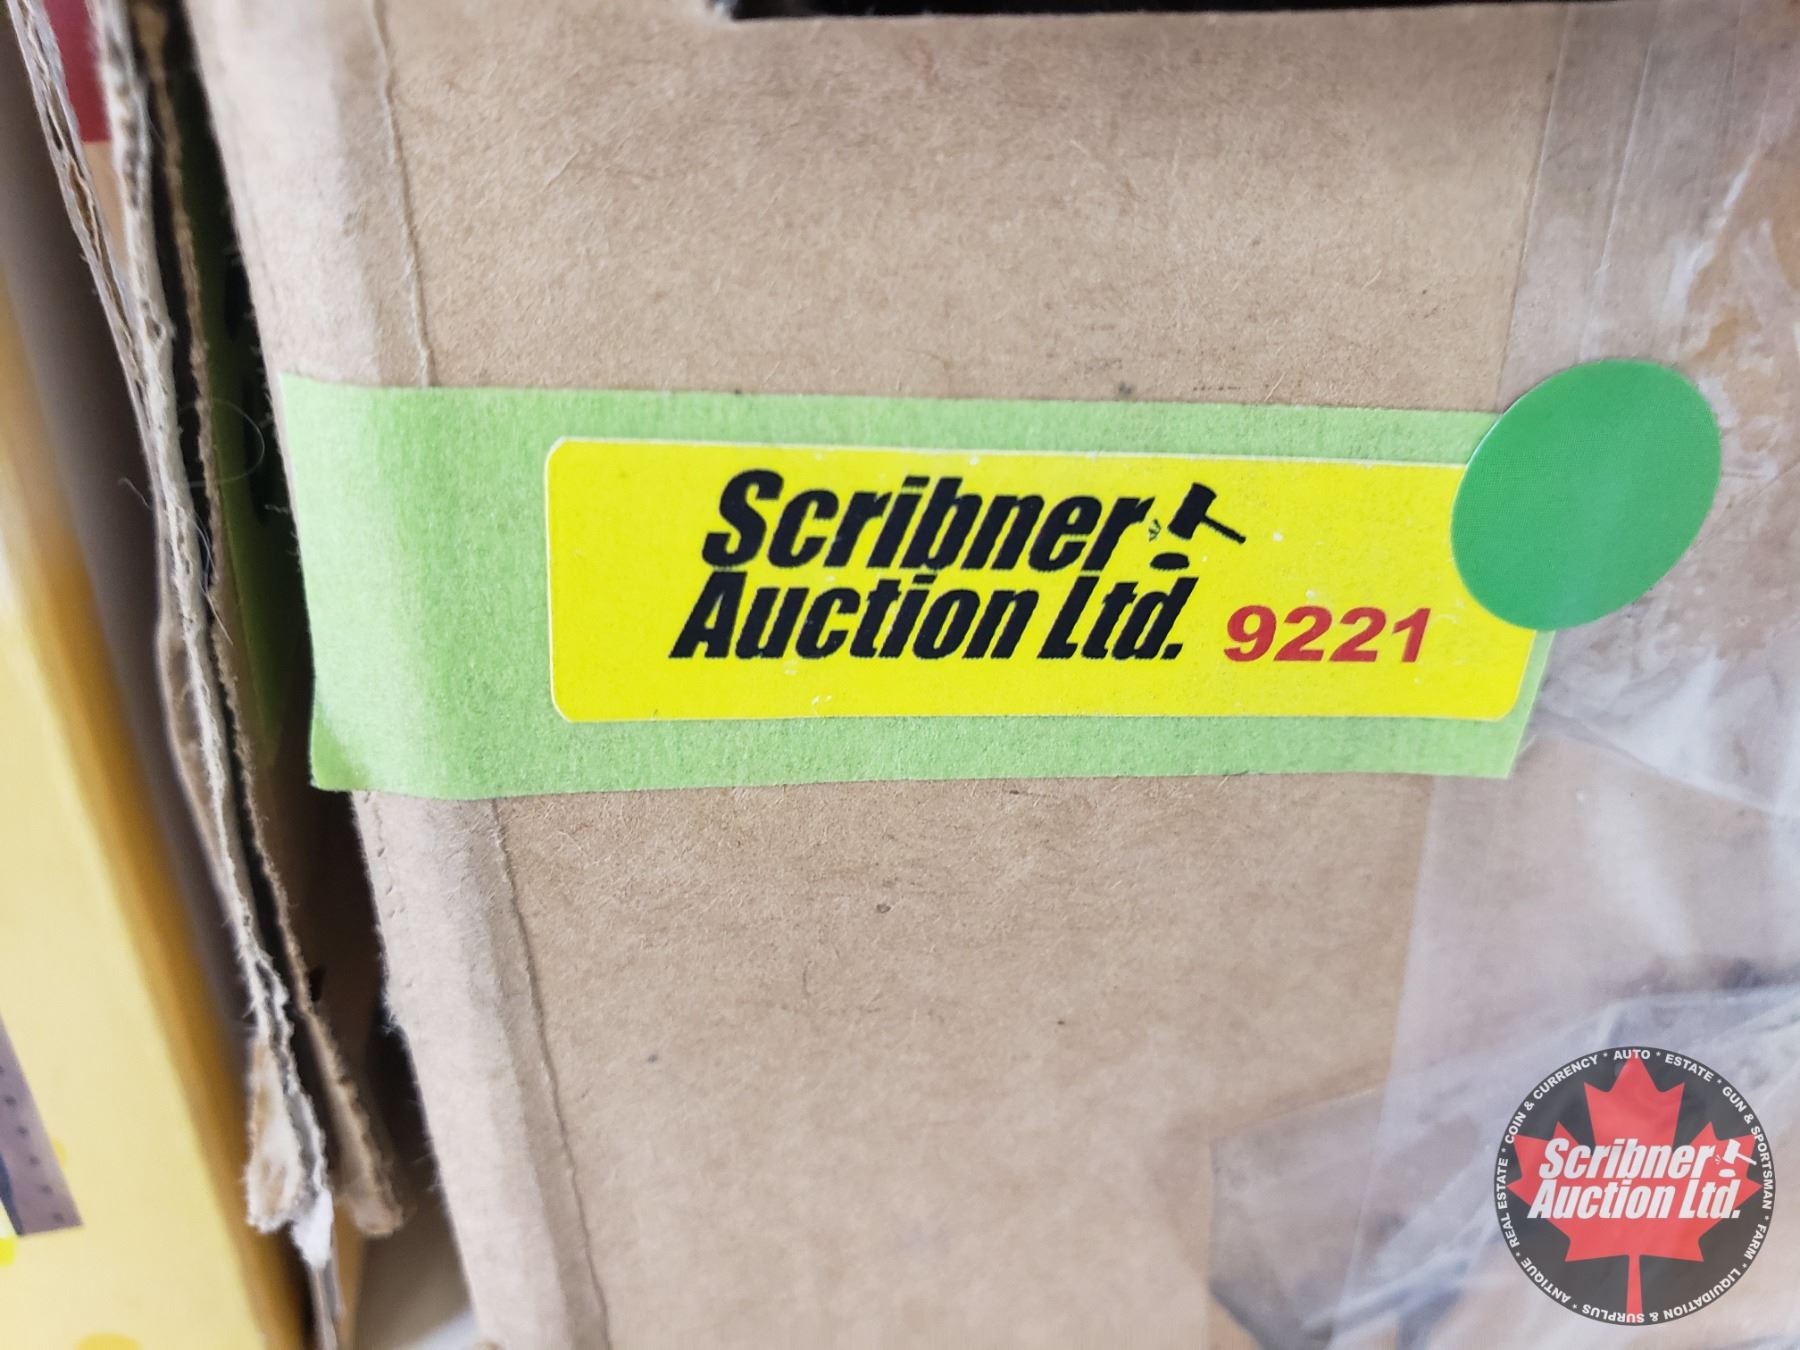 Scribner
Auction Ltd. 9221
COIN & CURRENCY * AUTO * ESTATE * GUN & SPORTSMAN * FARM * LIQUIDATION & SURPLUS * ANTIQUE * REAL ESTATE *
Scribner
Auction Ltd.